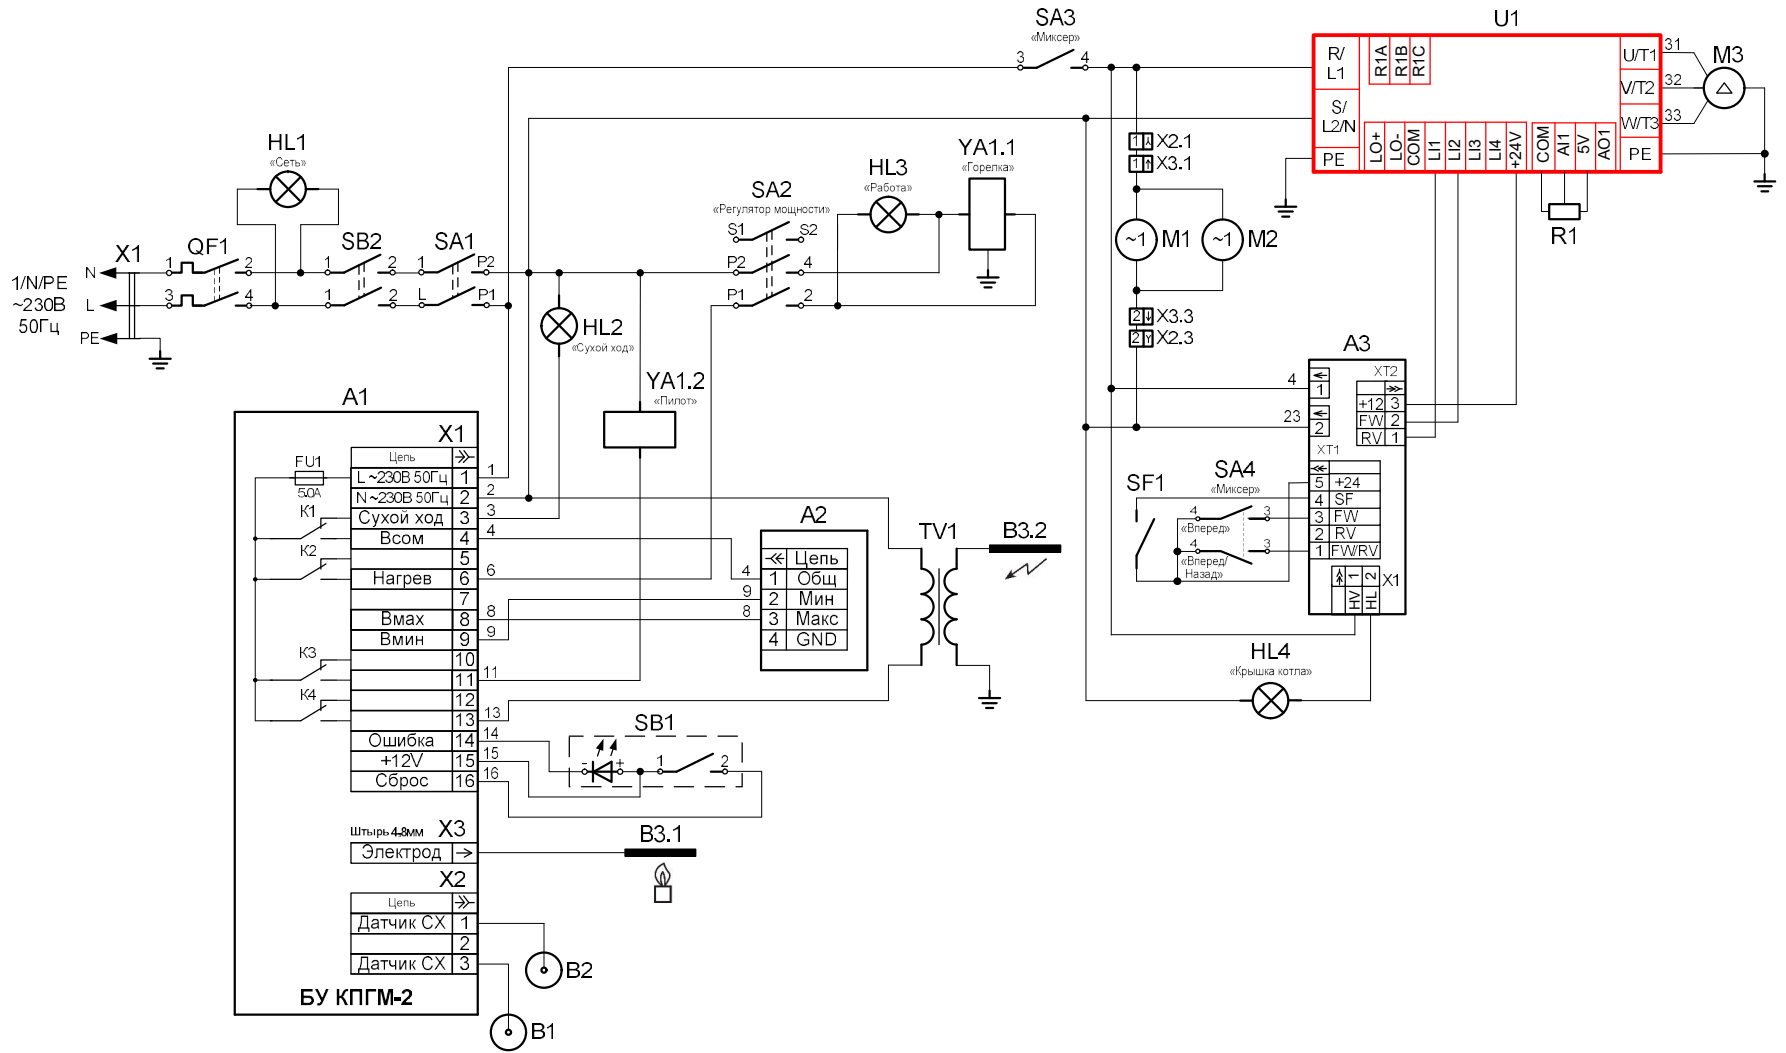 SA3
«Миксер»
3
4
U1
R/
L1
S/
L2/N
PE
R1A
R1B
R1C
LO+
LO-
COM
LI1
LI2
LI3
LI4
+24V
COM
AI1
5V
AO1
U/T1
V/T2
W/T3
PE
31
32
33
M3
R1
HL1
«Сеть»
X1
QF1
SB2
SA1
N
L
PE
1/N/PE
~230В
50Гц
1
2
3
4
1
2
1
2
1
P2
L
P1
HL2
«Сухой ход»
YA1.2
«Пилот»
SA2
«Регулятор мощности»
S1
S2
P2
4
P1
2
HL3
«Работа»
YA1.1
«Горелка»
1
X2.1
1
X3.1
~1
M1
~1
M2
2
X3.3
2
X2.3
A3
4
1
23
2
XT2
+12 3
FW 2
RV 1
XT1
5 +24
4 SF
3 FW
2 RV
1 FW/RV
1
2
HV
HL
X1
SF1
SA4
«Миксер»
4
3
«Вперед»
4
3
«Вперед/
Назад»
HL4
«Крышка котла»
A1
X1
Цепь
L ~230В 50Гц 1
N ~230В 50Гц 2
Сухой ход 3
Всом 4
5
Нагрев 6
7
Вмах 8
Вмин 9
10
11
12
13
Ошибка 14
+12V 15
Сброс 16
FU1
5.0A
К1
К2
К3
К4
1
2
3
4
6
8
9
11
13
14
15
16
A2
Цепь
1 Общ
2 Мин
3 Макс
4 GND
4
9
8
TV1
B3.2
SB1
-
+
1
2
Штырь 4,8мм X3
Электрод
B3.1
X2
Цепь
Датчик СХ 1
2
Датчик СХ 3
БУ КПГМ-2
B2
B1